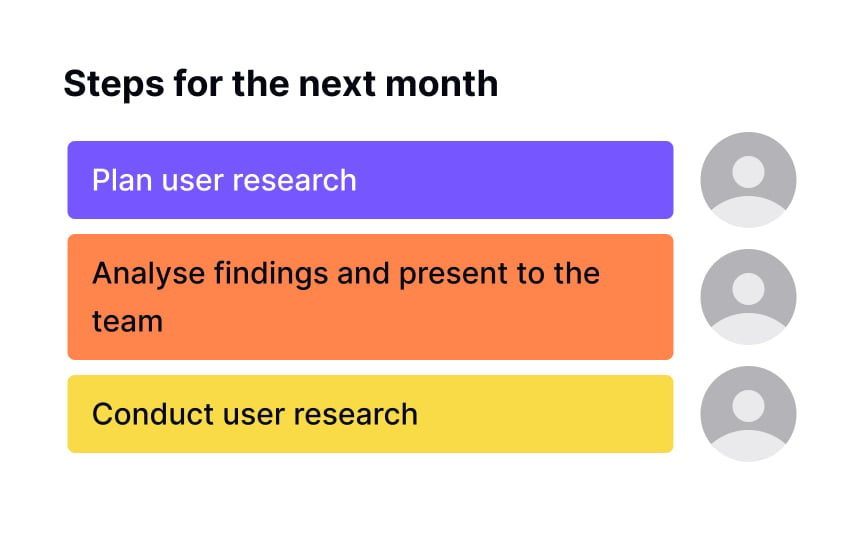 Steps for the next month
Plan user research
Analyse findings and present to the
team
Conduct user research